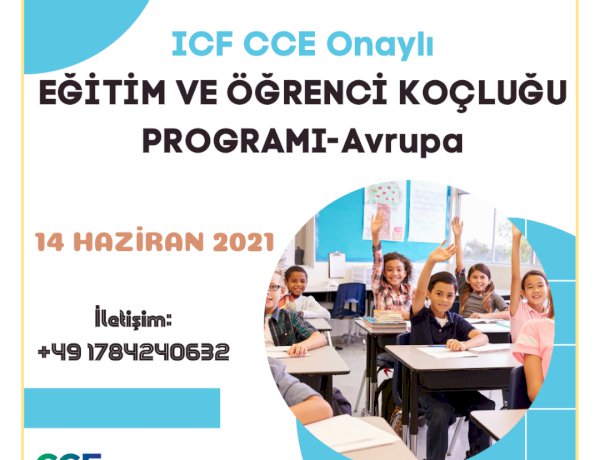 ICF CCE Onaylı
EĞİTİM VE ÖĞRENCİ KOÇLUĞU
PROGRAMI-Avrupa
14 HAZİRAN 2021
İletişim:
+49 1784240632